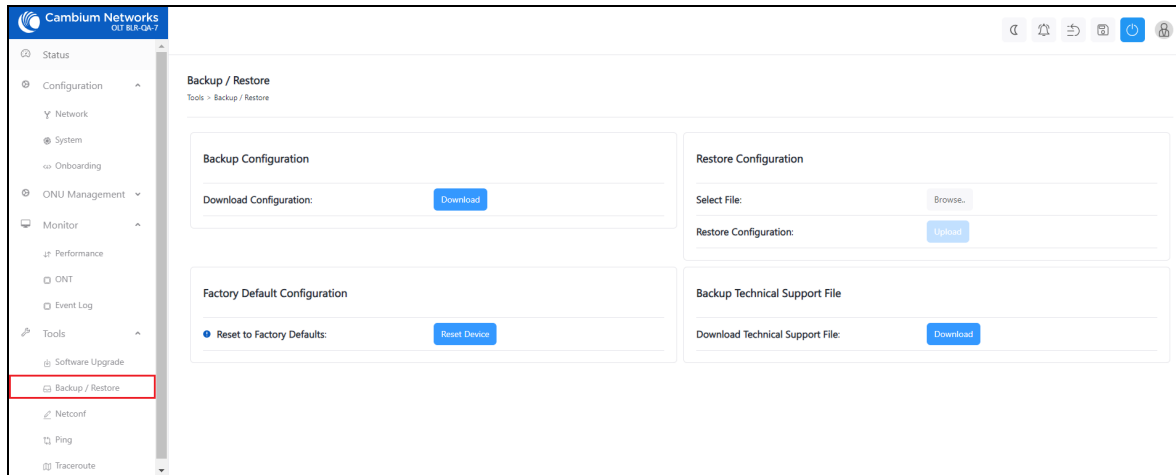 Cambium Networks
OLT BLR-QA-7
Status
Configuration
Network
System
Onboarding
ONU Management
Monitor
Performance
ONT
Event Log
Tools
Software Upgrade
Backup / Restore
Netconf
Ping
Traceroute
Backup / Restore
Tools > Backup / Restore
Backup Configuration
Download Configuration: Download
Restore Configuration
Select File: Browse..
Restore Configuration: Upload
Factory Default Configuration
Reset to Factory Defaults: Reset Device
Backup Technical Support File
Download Technical Support File: Download